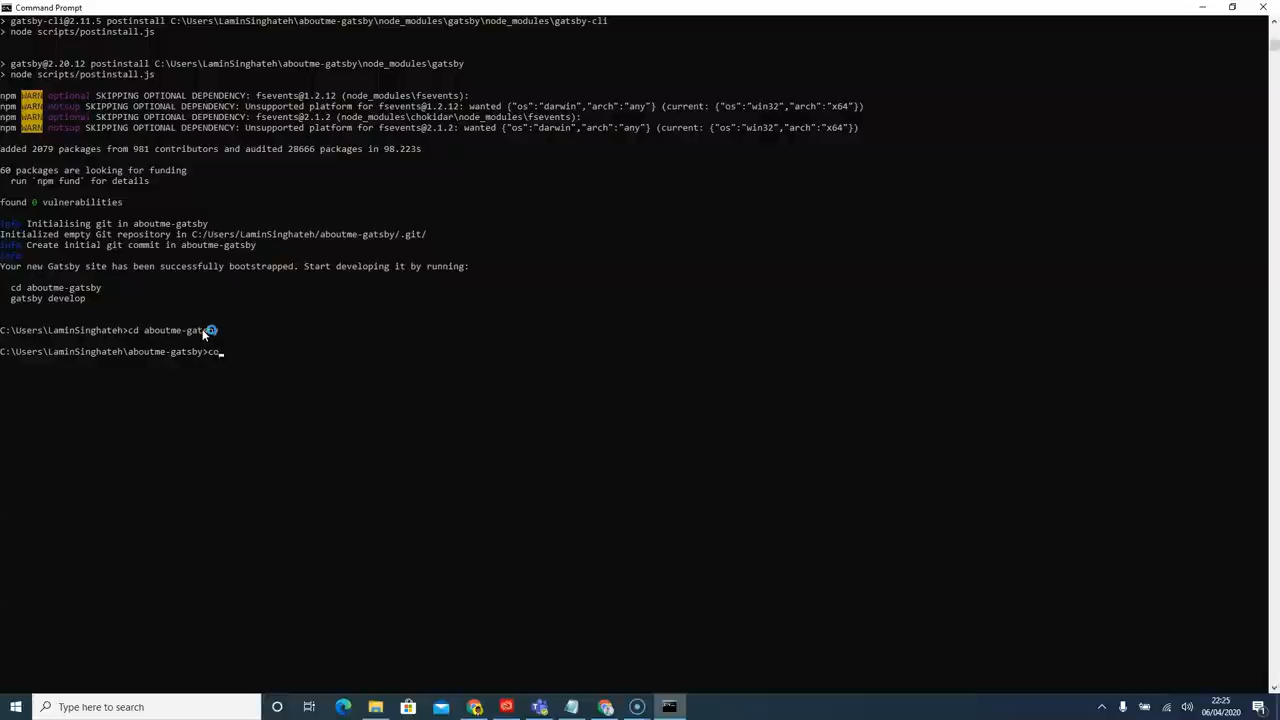 Command Prompt
> gatsby-cli@2.11.5 postinstall C:\Users\LaminSinghateh\aboutme-gatsby\node_modules\gatsby\node_modules\gatsby-cli
> node scripts/postinstall.js
> gatsby@2.20.12 postinstall C:\Users\LaminSinghateh\aboutme-gatsby\node_modules\gatsby
> node scripts/postinstall.js
npm WARN optional SKIPPING OPTIONAL DEPENDENCY: fsevents@1.2.12 (node_modules\fsevents):
npm WARN notsup SKIPPING OPTIONAL DEPENDENCY: Unsupported platform for fsevents@1.2.12: wanted {"os":"darwin","arch":"any"} (current: {"os":"win32","arch":"x64"})
npm WARN optional SKIPPING OPTIONAL DEPENDENCY: fsevents@2.1.2 (node_modules\chokidar\node_modules\fsevents):
npm WARN notsup SKIPPING OPTIONAL DEPENDENCY: Unsupported platform for fsevents@2.1.2: wanted {"os":"darwin","arch":"any"} (current: {"os":"win32","arch":"x64"})
added 2079 packages from 981 contributors and audited 28666 packages in 98.223s
60 packages are looking for funding
run `npm fund` for details
found 0 vulnerabilities
info Initialising git in aboutme-gatsby
Initialized empty Git repository in C:/Users/LaminSinghateh/aboutme-gatsby/.git/
info Create initial git commit in aboutme-gatsby
info
Your new Gatsby site has been successfully bootstrapped. Start developing it by running:
cd aboutme-gatsby
gatsby develop
C:\Users\LaminSinghateh>cd aboutme-gatsby
C:\Users\LaminSinghateh\aboutme-gatsby>co_
Type here to search
22:25
06/04/2020